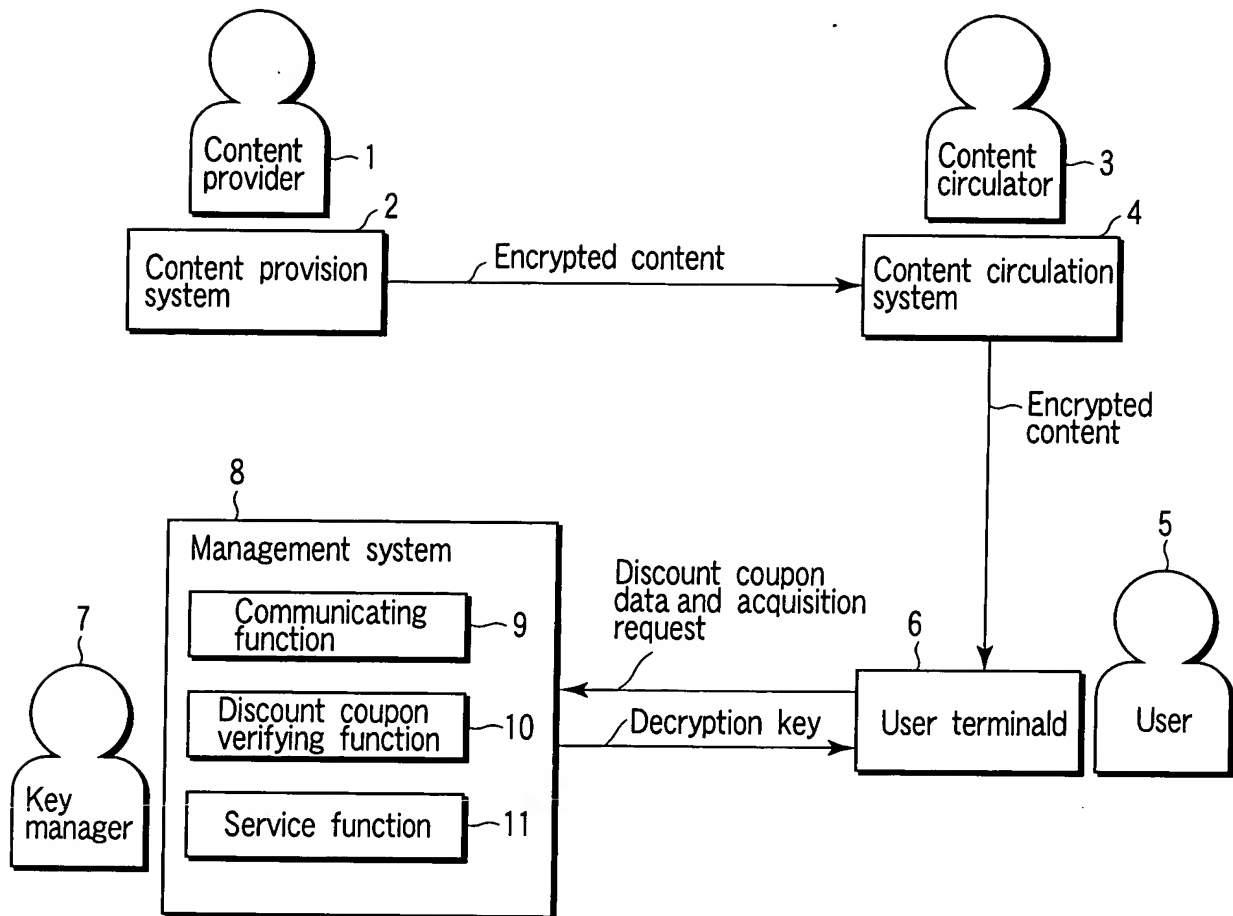 Content
provider
1
2
Content provision
system
Encrypted content
Content
circulator
3
4
Content circulation
system
Encrypted
content
8
Management system
Communicating
function
9
Discount coupon
verifying function
10
Service function
11
7
Key
manager
Discount coupon
data and acquisition
request
Decryption key
6
User terminald
5
User